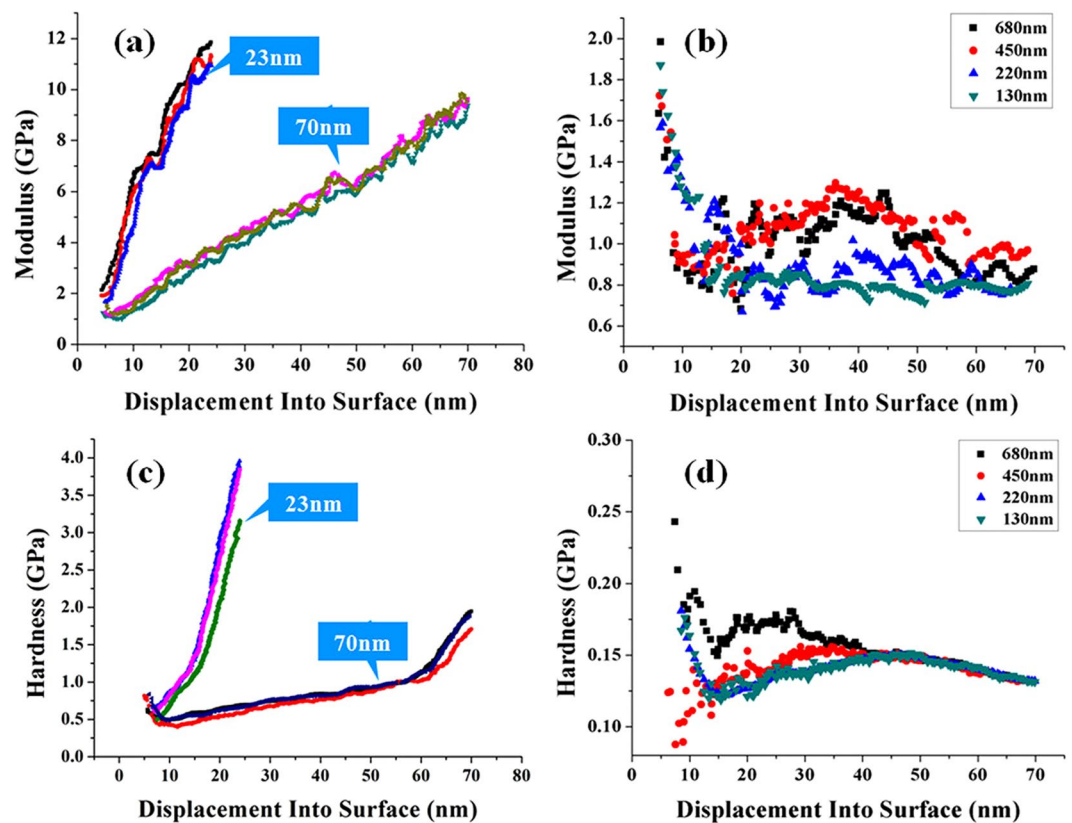 (a)
23nm
70nm
Modulus (GPa)
12
10
8
6
4
2
0
0 10 20 30 40 50 60 70 80
Displacement Into Surface (nm)
(b)
680nm
450nm
220nm
130nm
Modulus (GPa)
2.0
1.8
1.6
1.4
1.2
1.0
0.8
0.6
0 10 20 30 40 50 60 70
Displacement Into Surface (nm)
(c)
23nm
70nm
Hardness (GPa)
4.0
3.5
3.0
2.5
2.0
1.5
1.0
0.5
0.0
0 10 20 30 40 50 60 70 80
Displacement Into Surface (nm)
(d)
680nm
450nm
220nm
130nm
Hardness (GPa)
0.30
0.25
0.20
0.15
0.10
0 10 20 30 40 50 60 70
Displacement Into Surface (nm)